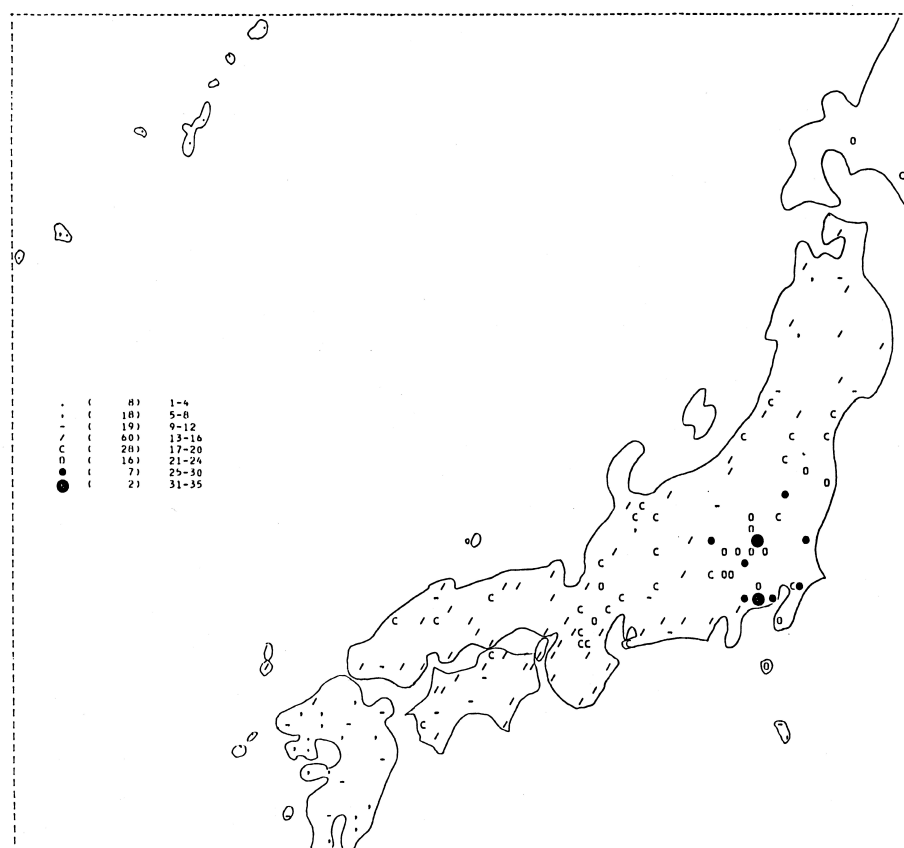 . ( 8) 1-4
' ( 18) 5-8
- ( 19) 9-12
/ ( 60) 13-16
C ( 28) 17-20
0 ( 16) 21-24
● ( 7) 25-30
● ( 2) 31-35